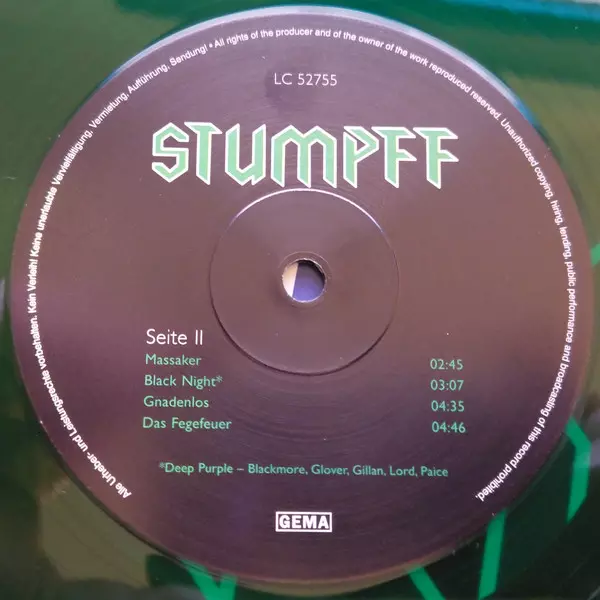 Alle Urheber- und Leistungsrechte vorbehalten. Kein Verleih! Keine unerlaubte Vervielfältigung, Vermietung, Aufführung, Sendung! • All rights of the producer and of the owner of the work reproduced reserved. Unauthorized copying, hiring, lending, public performance and broadcasting of this record prohibited.
LC 52755
STUMPFF
Seite II
Massaker 02:45
Black Night* 03:07
Gnadenlos 04:35
Das Fegefeuer 04:46
*Deep Purple – Blackmore, Glover, Gillan, Lord, Paice
GEMA